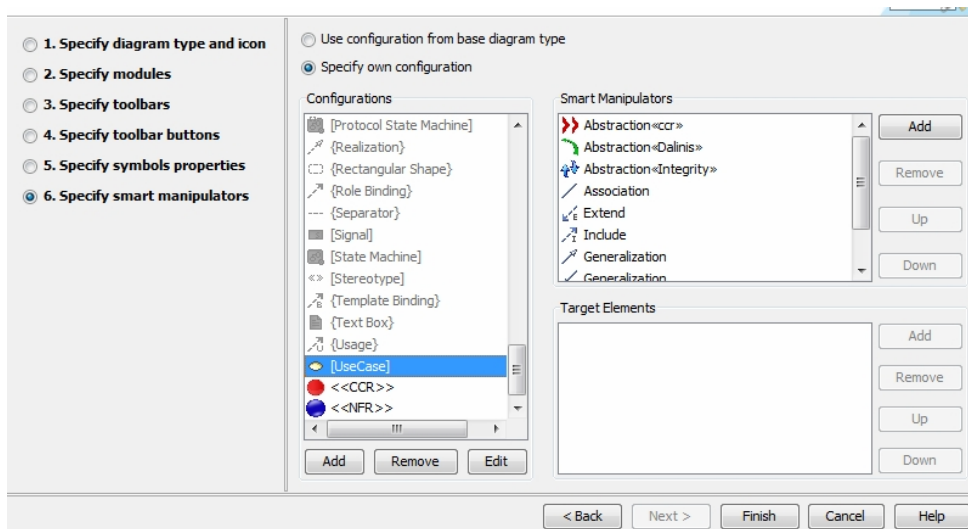 1. Specify diagram type and icon
2. Specify modules
3. Specify toolbars
4. Specify toolbar buttons
5. Specify symbols properties
6. Specify smart manipulators
Use configuration from base diagram type
Specify own configuration
Configurations
[Protocol State Machine]
{Realization}
{Rectangular Shape}
{Role Binding}
{Separator}
[Signal]
[State Machine]
[Stereotype]
{Template Binding}
{Text Box}
{Usage}
[UseCase]
<<CCR>>
<<NFR>>
Add Remove Edit
Smart Manipulators
Abstraction«ccr»
Abstraction«Dalinis»
Abstraction«Integrity»
Association
Extend
Include
Generalization
Generalization
Add
Remove
Up
Down
Target Elements
Add
Remove
Up
Down
< Back Next > Finish Cancel Help